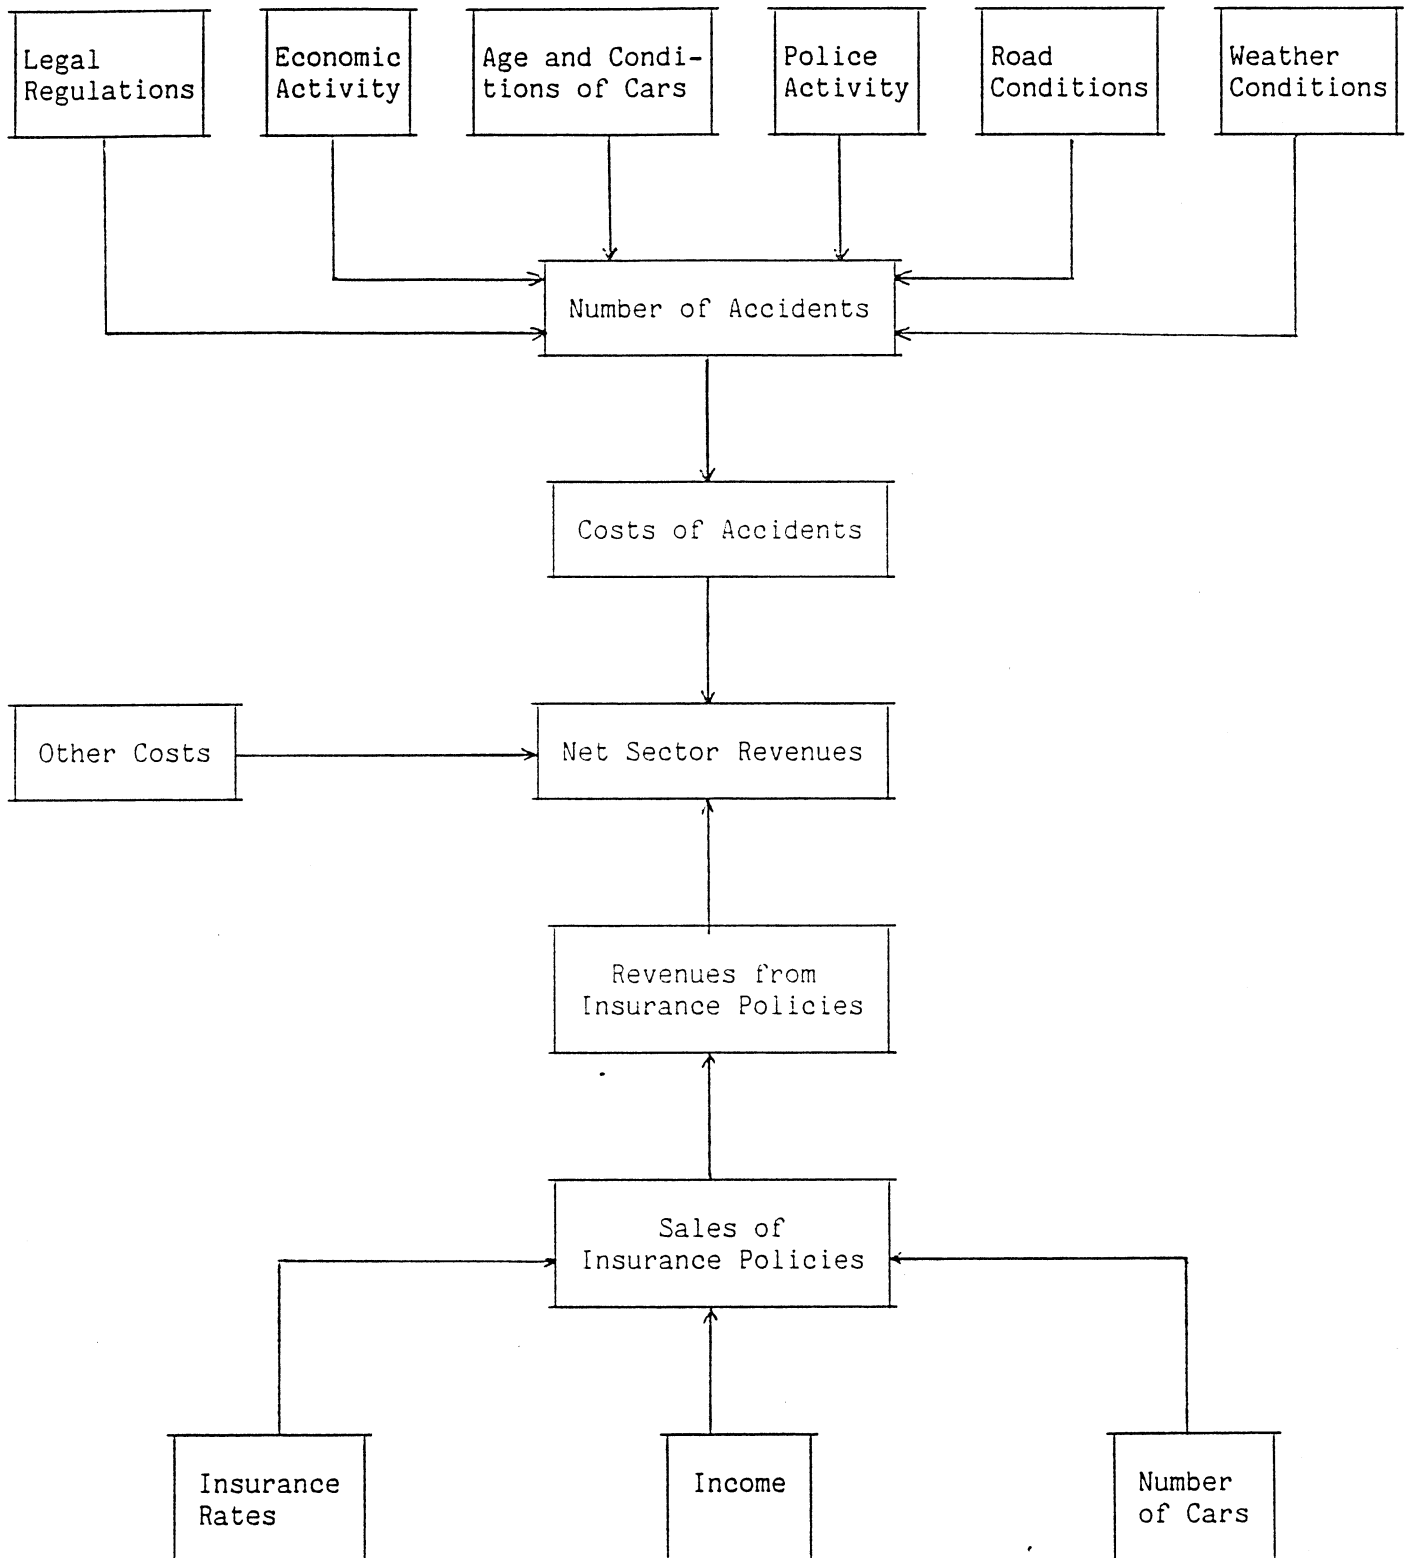 Legal
Regulations
Economic
Activity
Age and Condi-
tions of Cars
Police
Activity
Road
Conditions
Weather
Conditions
Number of Accidents
Costs of Accidents
Other Costs
Net Sector Revenues
Revenues from
Insurance Policies
Sales of
Insurance Policies
Insurance
Rates
Income
Number
of Cars